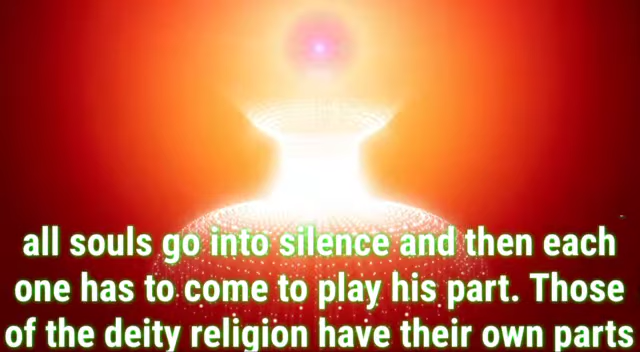 all souls go into silence and then each
one has to come to play his part. Those
of the deity religion have their own parts